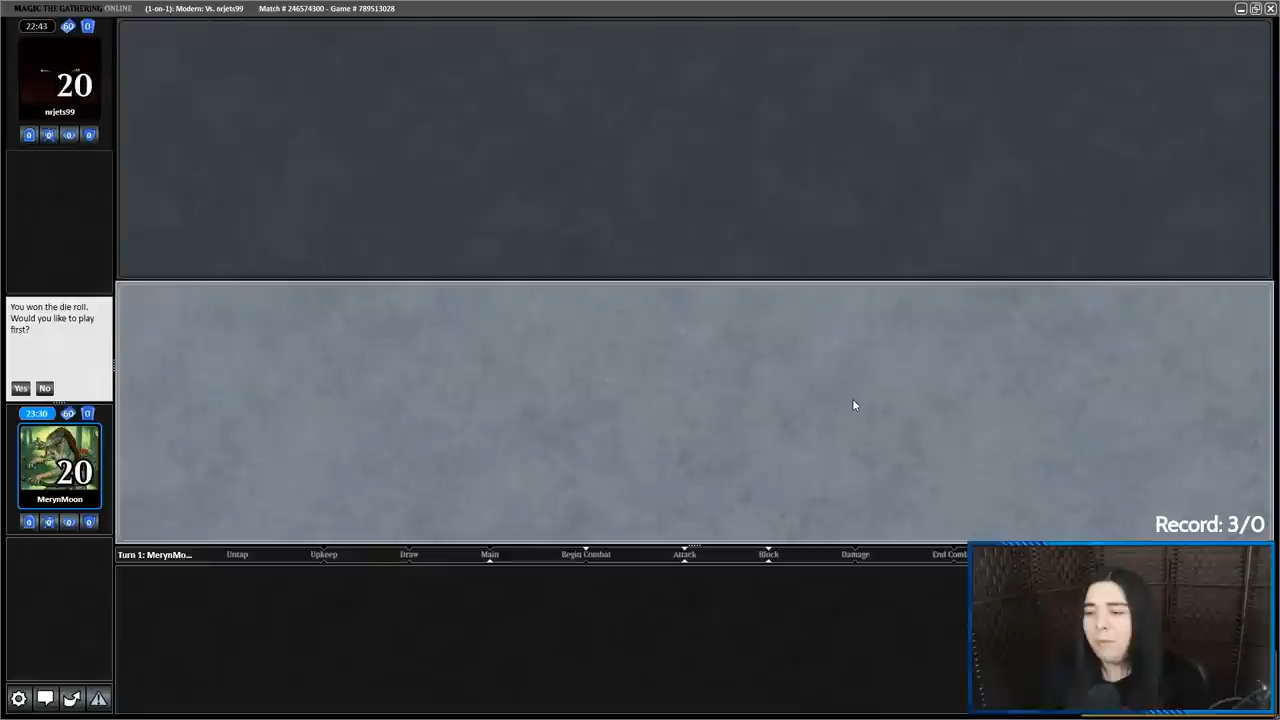 MAGIC THE GATHERING ONLINE (1-on-1): Modern: Vs. nrjets99 Match # 246574300 - Game # 789513028
22:43 60 0
20
nrjets99
0 0 0 0
You won the die roll.
Would you like to play
first?
Yes No
23:30 60 0
20
MerynMoon
0 0 0 0
Record: 3/0
Turn 1: MerynMo... Untap Upkeep Draw Main Begin Combat Attack Block Damage End Comb